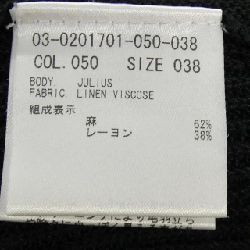 03-0201701-050-038
COL.050 SIZE 038
BODY JULIUS
FABRIC LINEN VISCOSE
組成表示
麻 62%
レーヨン 38%